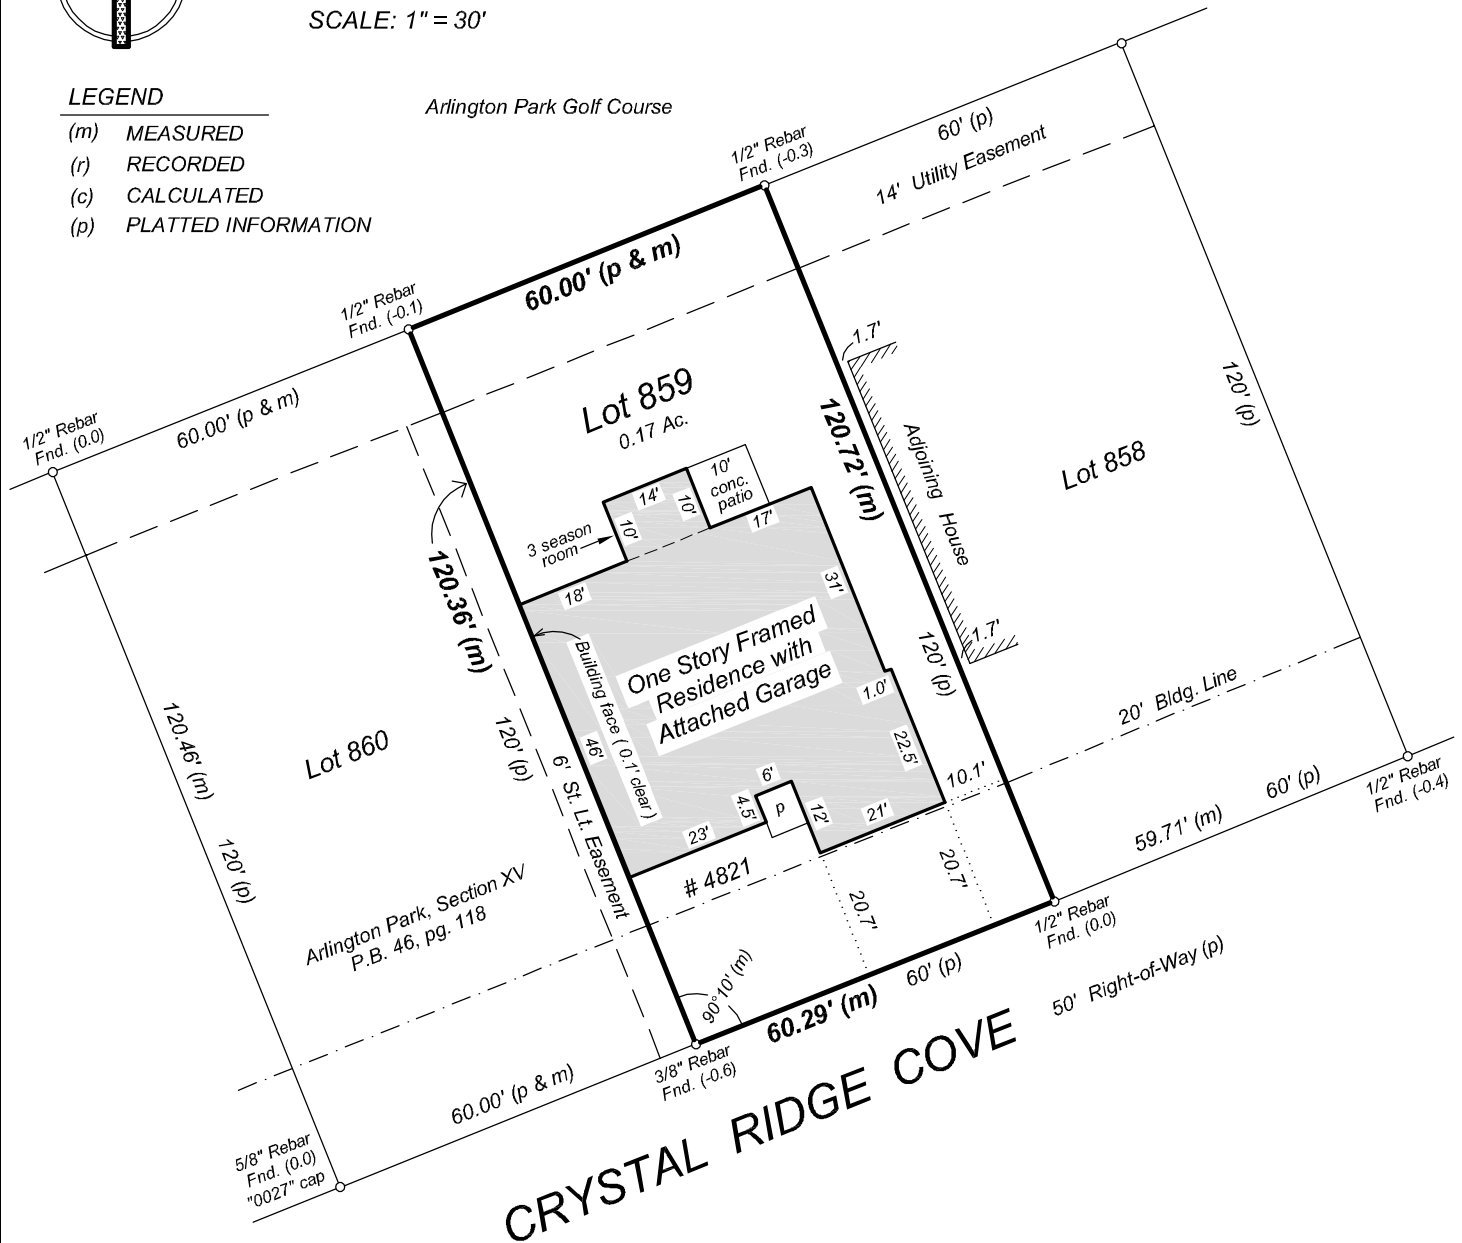 SCALE: 1" = 30'
LEGEND
(m) MEASURED
(r) RECORDED
(c) CALCULATED
(p) PLATTED INFORMATION
Arlington Park Golf Course
1/2" Rebar
Fnd. (-0.3)
60' (p)
14' Utility Easement
60.00' (p & m)
1/2" Rebar
Fnd. (-0.1)
60.00' (p & m)
1/2" Rebar
Fnd. (0.0)
Lot 859
0.17 Ac.
1.7'
120.72' (m)
Adjoining House
120' (p)
Lot 858
10'
conc.
patio
14'
10'
10'
17'
3 season
room
18'
31'
120.36' (m)
One Story Framed
Residence with
Attached Garage
Building face ( 0.1' clear )
46'
1.0'
22.5'
1.7'
120' (p)
20' Bldg. Line
10.1'
6'
4.5'
p
12'
21'
23'
# 4821
20.7'
20.7'
120.46' (m)
120' (p)
Lot 860
120' (p)
6' St. Lt. Easement
Arlington Park, Section XV
P.B. 46, pg. 118
90°10' (m)
60.29' (m)
60' (p)
1/2" Rebar
Fnd. (0.0)
59.71' (m)
60' (p)
1/2" Rebar
Fnd. (-0.4)
50' Right-of-Way (p)
3/8" Rebar
Fnd. (-0.6)
60.00' (p & m)
5/8" Rebar
Fnd. (0.0)
"0027" cap
CRYSTAL RIDGE COVE